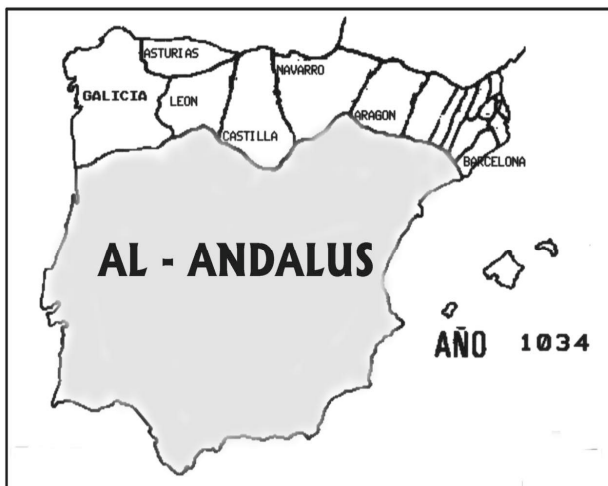 ASTURIAS
GALICIA
LEON
CASTILLA
NAVARRO
ARAGON
BARCELONA
AL - ANDALUS
AÑO 1034